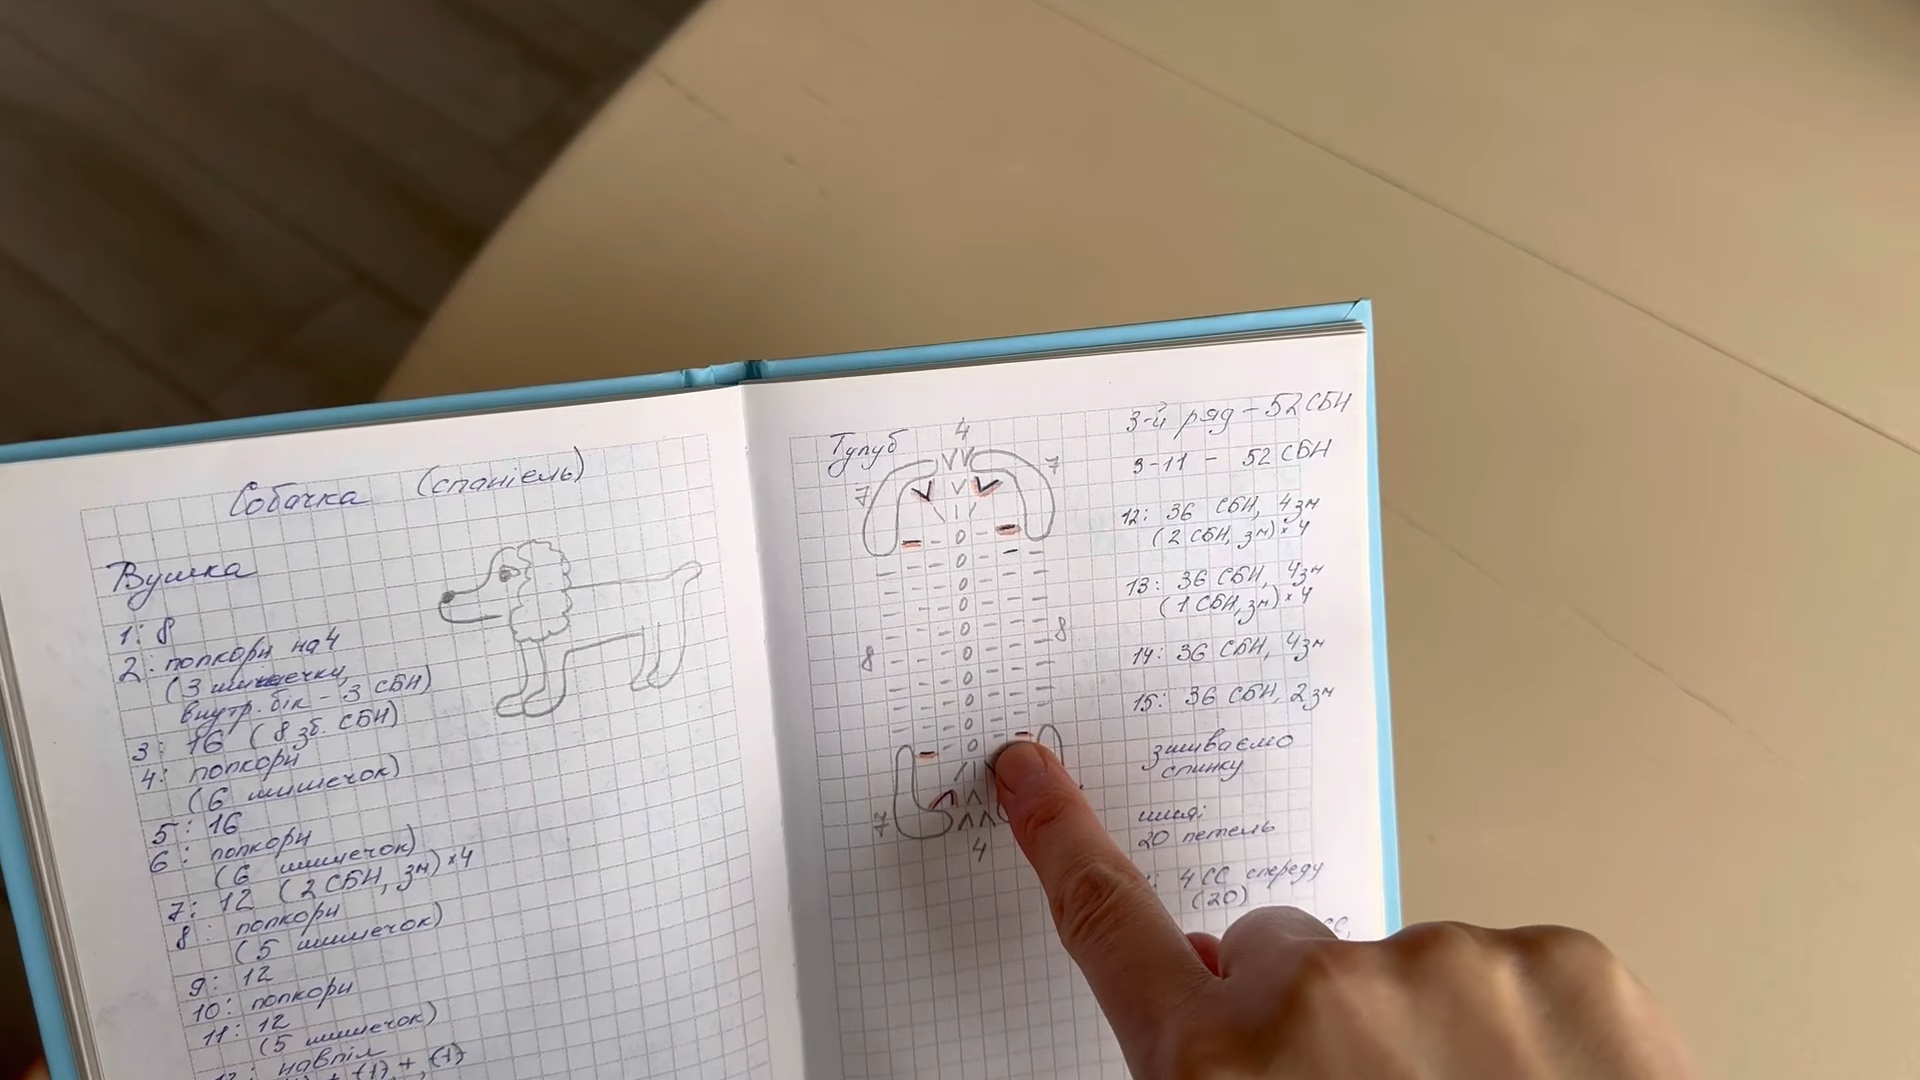 Собачка (спаніель)
Вушка
1: 8
2: попкорн на 4
(3 шишечки,
внутр. бік - 3 СБН)
3: 16 (8 зб. СБН)
4: попкорн
(6 шишечок)
5: 16
6: попкорн
(6 шишечок)
7: 12 (2 СБН, зм) ×4
8: попкорн
(5 шишечок)
9: 12
10: попкорн
11: 12
(5 шишечок)
навпіл
Тулуб
4
7
7
8
8
7
4
3-й ряд - 52 СБН
3-11 - 52 СБН
12: 36 СБН, 4 зм
(2 СБН, зм) × 4
13: 36 СБН, 4зм
(1 СБН, зм) × 4
14: 36 СБН, 4зм
15: 36 СБН, 2зм
зшиваємо
спинку
шия:
20 петель
: 4 СС спереду
(20)
СС,